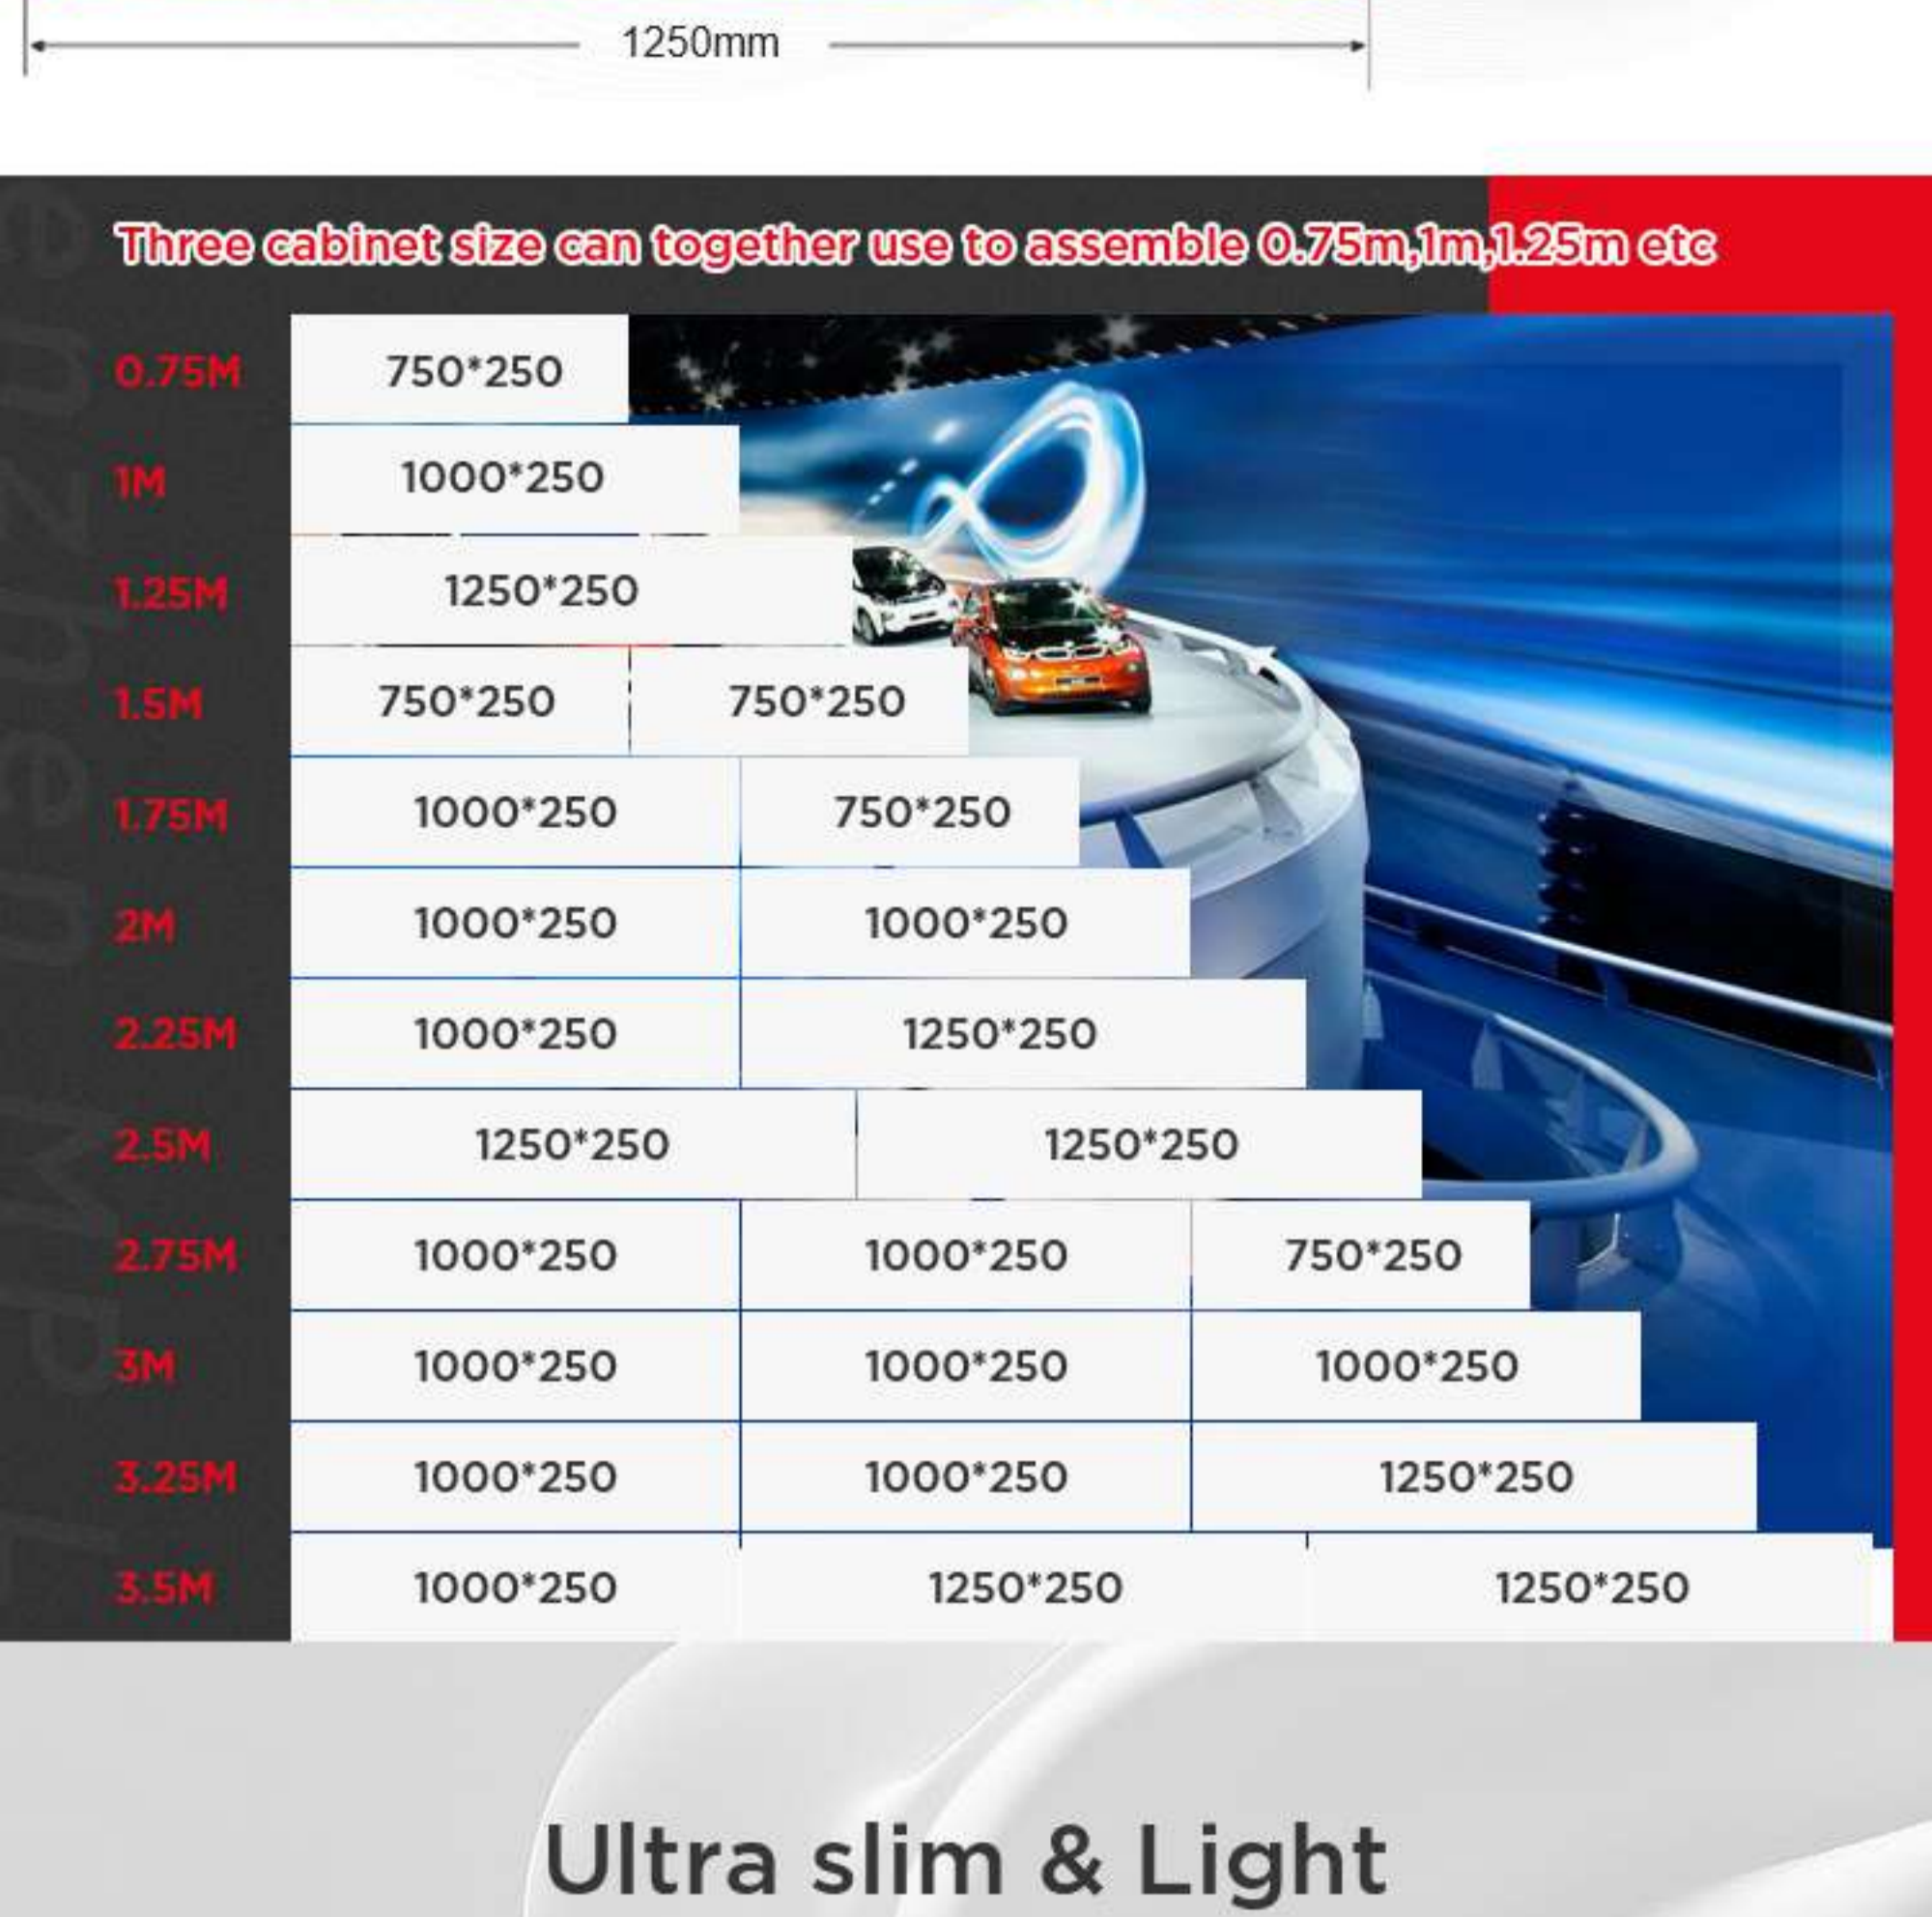 1250mm
Three cabinet size can together use to assemble 0.75m,1m,1.25m etc
0.75M 750*250
1M 1000*250
1.25M 1250*250
1.5M 750*250 750*250
1.75M 1000*250 750*250
2M 1000*250 1000*250
2.25M 1000*250 1250*250
2.5M 1250*250 1250*250
2.75M 1000*250 1000*250 750*250
3M 1000*250 1000*250 1000*250
3.25M 1000*250 1000*250 1250*250
3.5M 1000*250 1250*250 1250*250
Ultra slim & Light